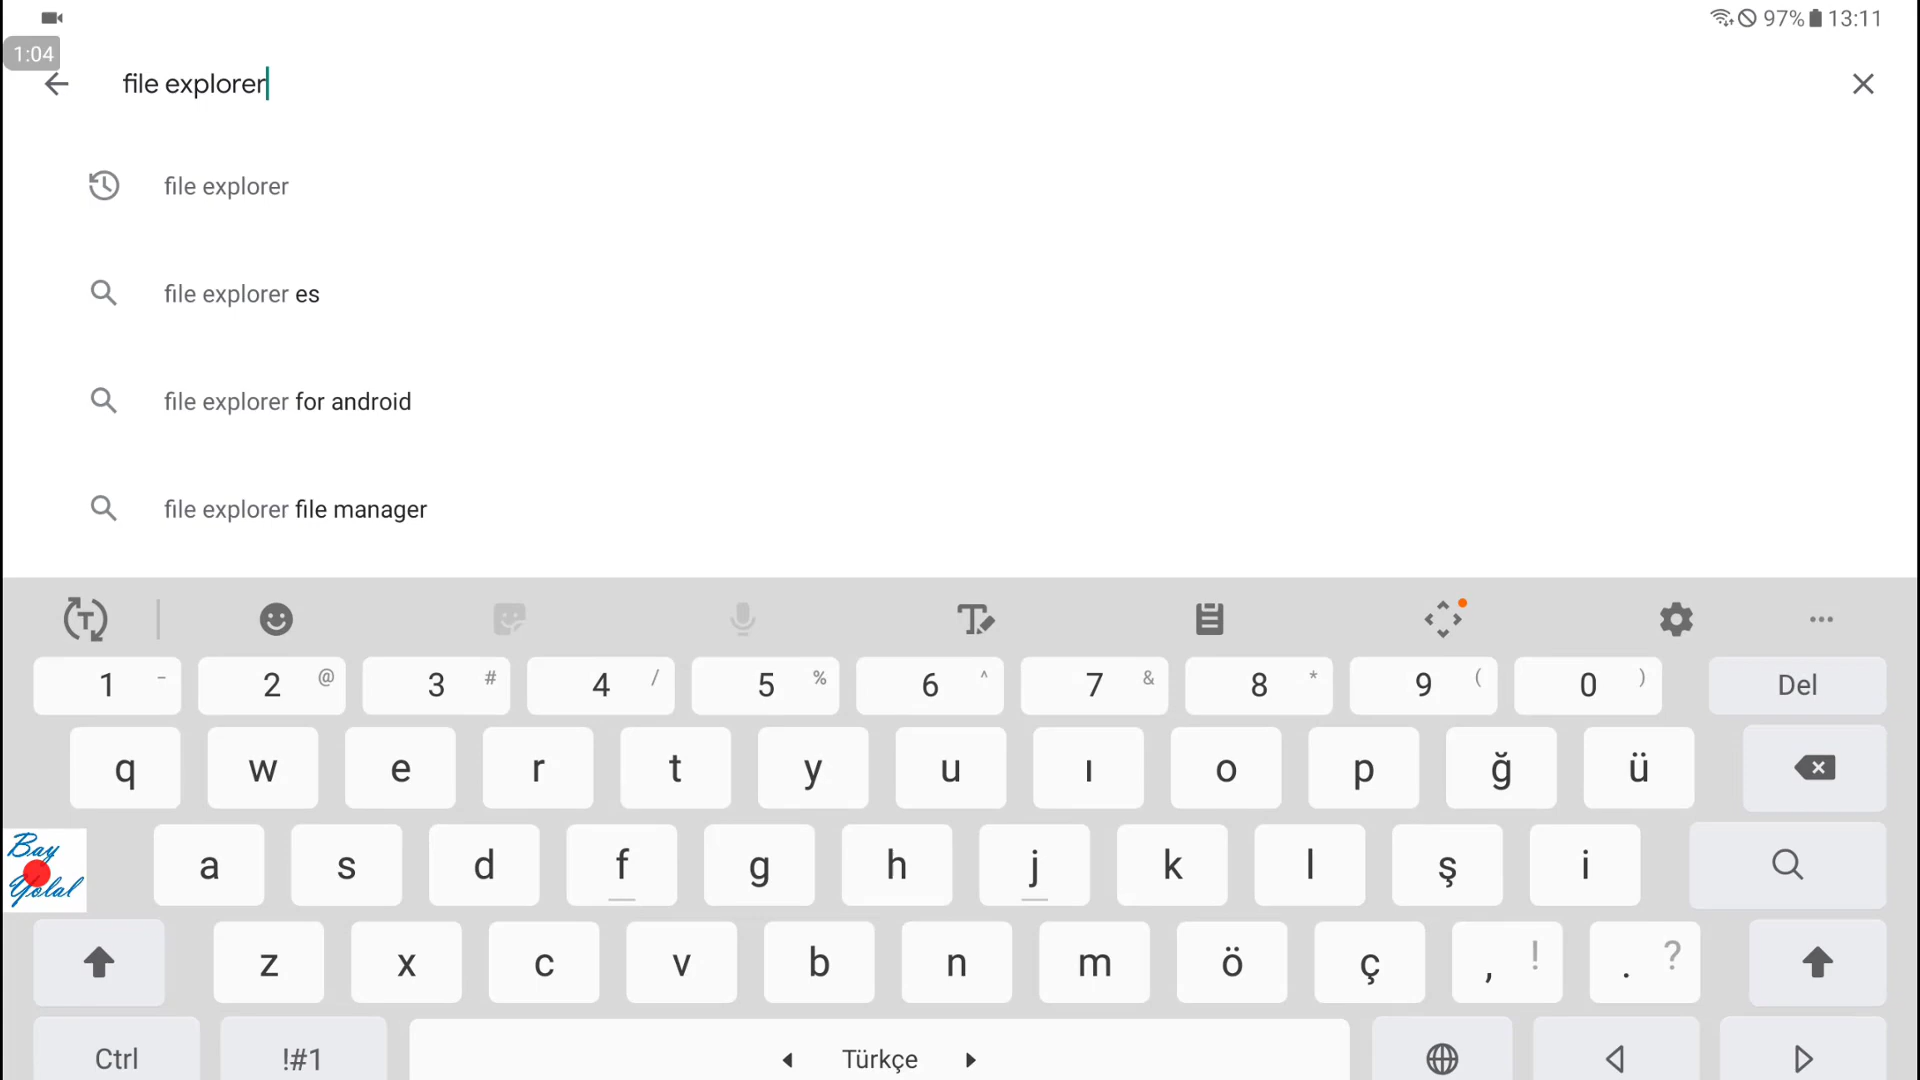 97% 13:11
1:04
file explorer
file explorer
file explorer es
file explorer for android
file explorer file manager
1 - 2 @ 3 # 4 / 5 % 6 ^ 7 & 8 * 9 ( 0 ) Del
q w e r t y u ı o p ğ ü
Bay
Yolal
a s d f g h j k l ş i
z x c v b n m ö ç , ! . ?
Ctrl !#1 Türkçe